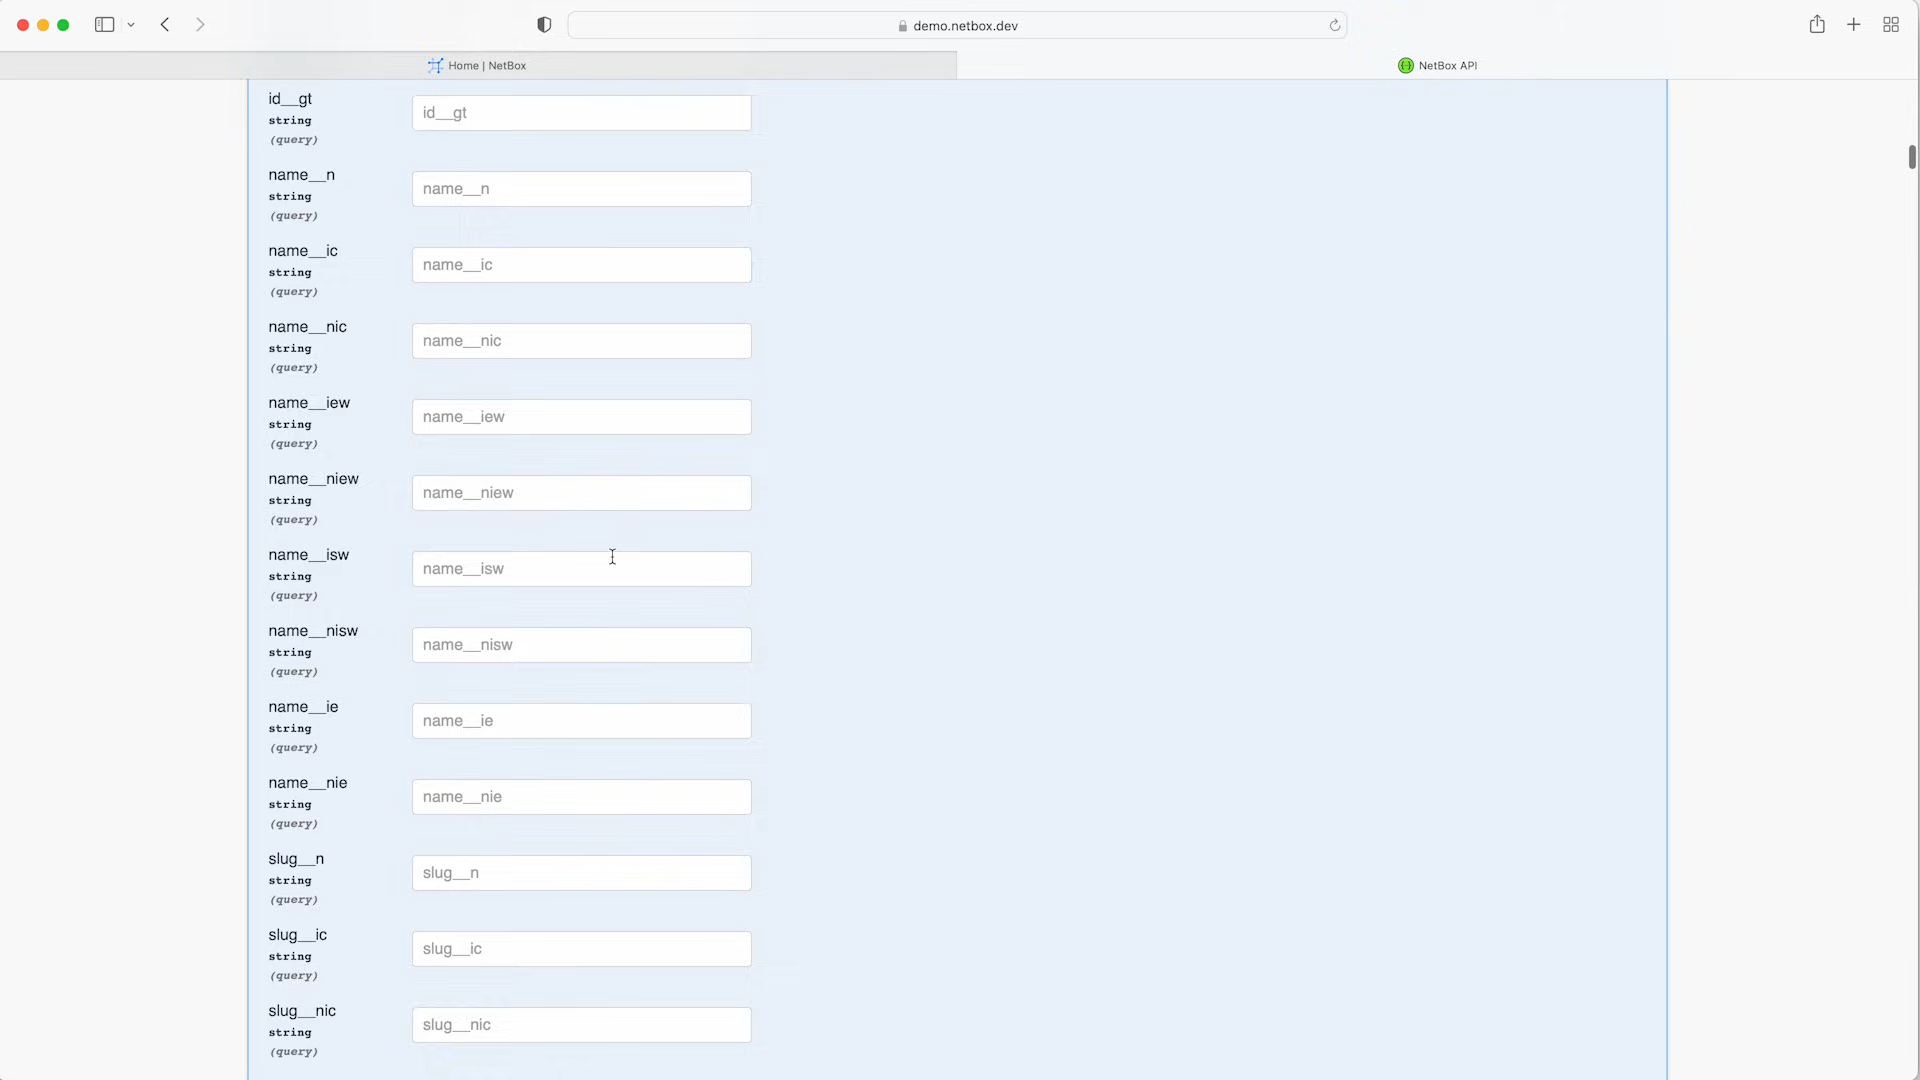 demo.netbox.dev
Home | NetBox
NetBox API
id__gt
string
(query)
id__gt
name__n
string
(query)
name__n
name__ic
string
(query)
name__ic
name__nic
string
(query)
name__nic
name__iew
string
(query)
name__iew
name__niew
string
(query)
name__niew
name__isw
string
(query)
name__isw
name__nisw
string
(query)
name__nisw
name__ie
string
(query)
name__ie
name__nie
string
(query)
name__nie
slug__n
string
(query)
slug__n
slug__ic
string
(query)
slug__ic
slug__nic
string
(query)
slug__nic